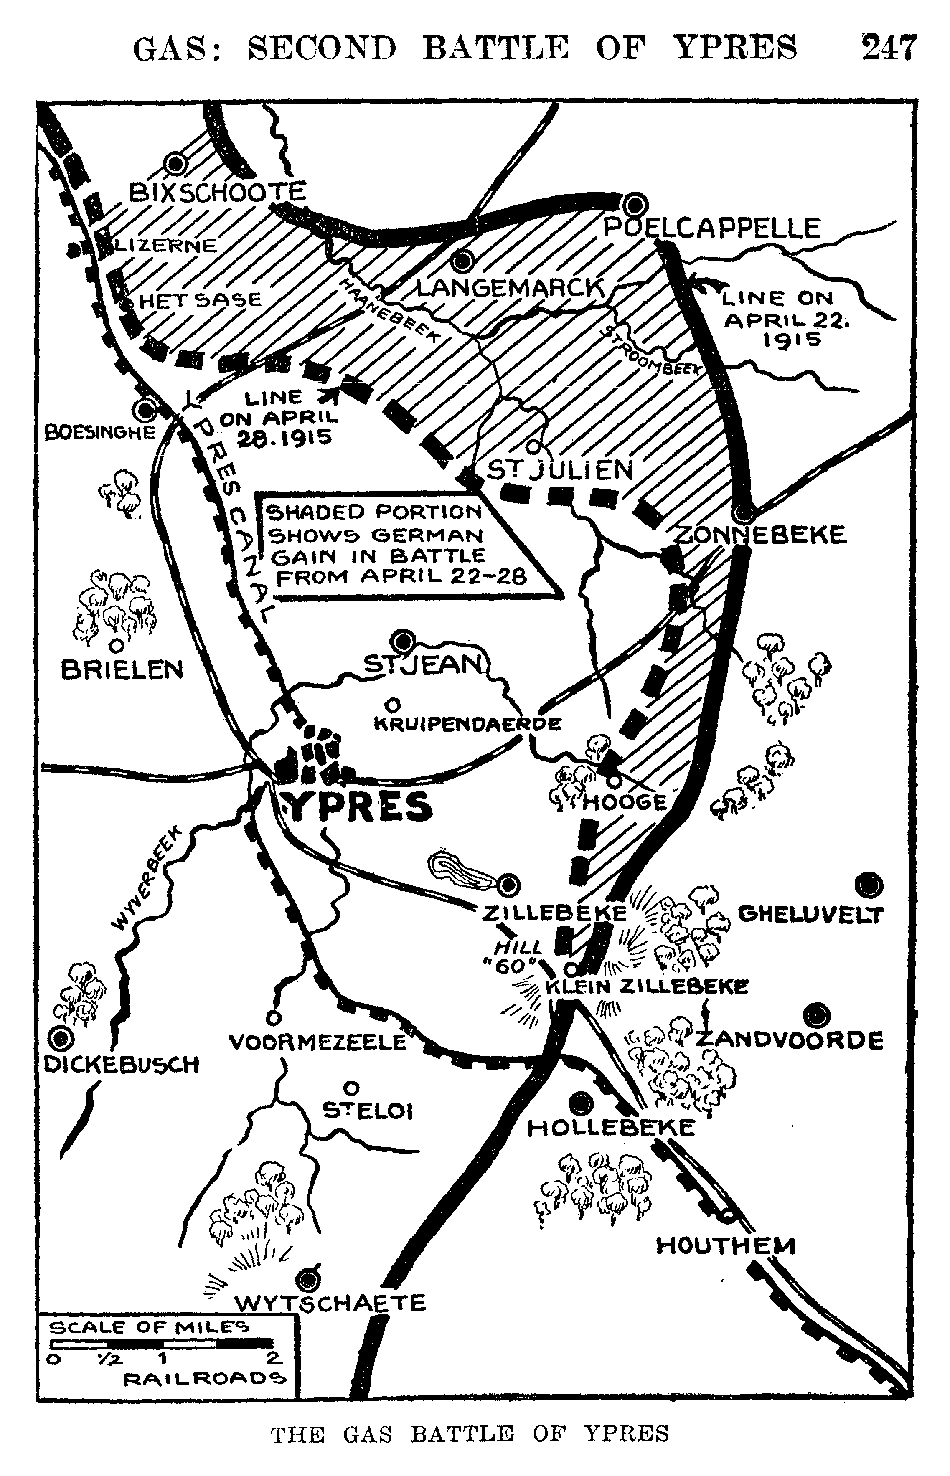 GAS: SECOND BATTLE OF YPRES 247
BIXSCHOOTE
POELCAPPELLE
LIZERNE
LANGEMARCK
HET SASE
HAANEBEEK
LINE ON
APRIL 22.
1915
STROOMBEEK
LINE
ON APRIL
28.1915
BOESINGHE
YPRES CANAL
ST JULIEN
SHADED PORTION
SHOWS GERMAN
GAIN IN BATTLE
FROM APRIL 22-28
ZONNEBEKE
BRIELEN
ST JEAN
KRUIPENDAERDE
HOOGE
YPRES
WYVERBEEK
ZILLEBEKE
GHELUVELT
HILL
"60"
KLEIN ZILLEBEKE
VOORMEZEELE
ZANDVOORDE
DICKEBUSCH
STELOI
HOLLEBEKE
HOUTHEM
WYTSCHAETE
SCALE OF MILES
0 1/2 1 2
RAILROADS
THE GAS BATTLE OF YPRES